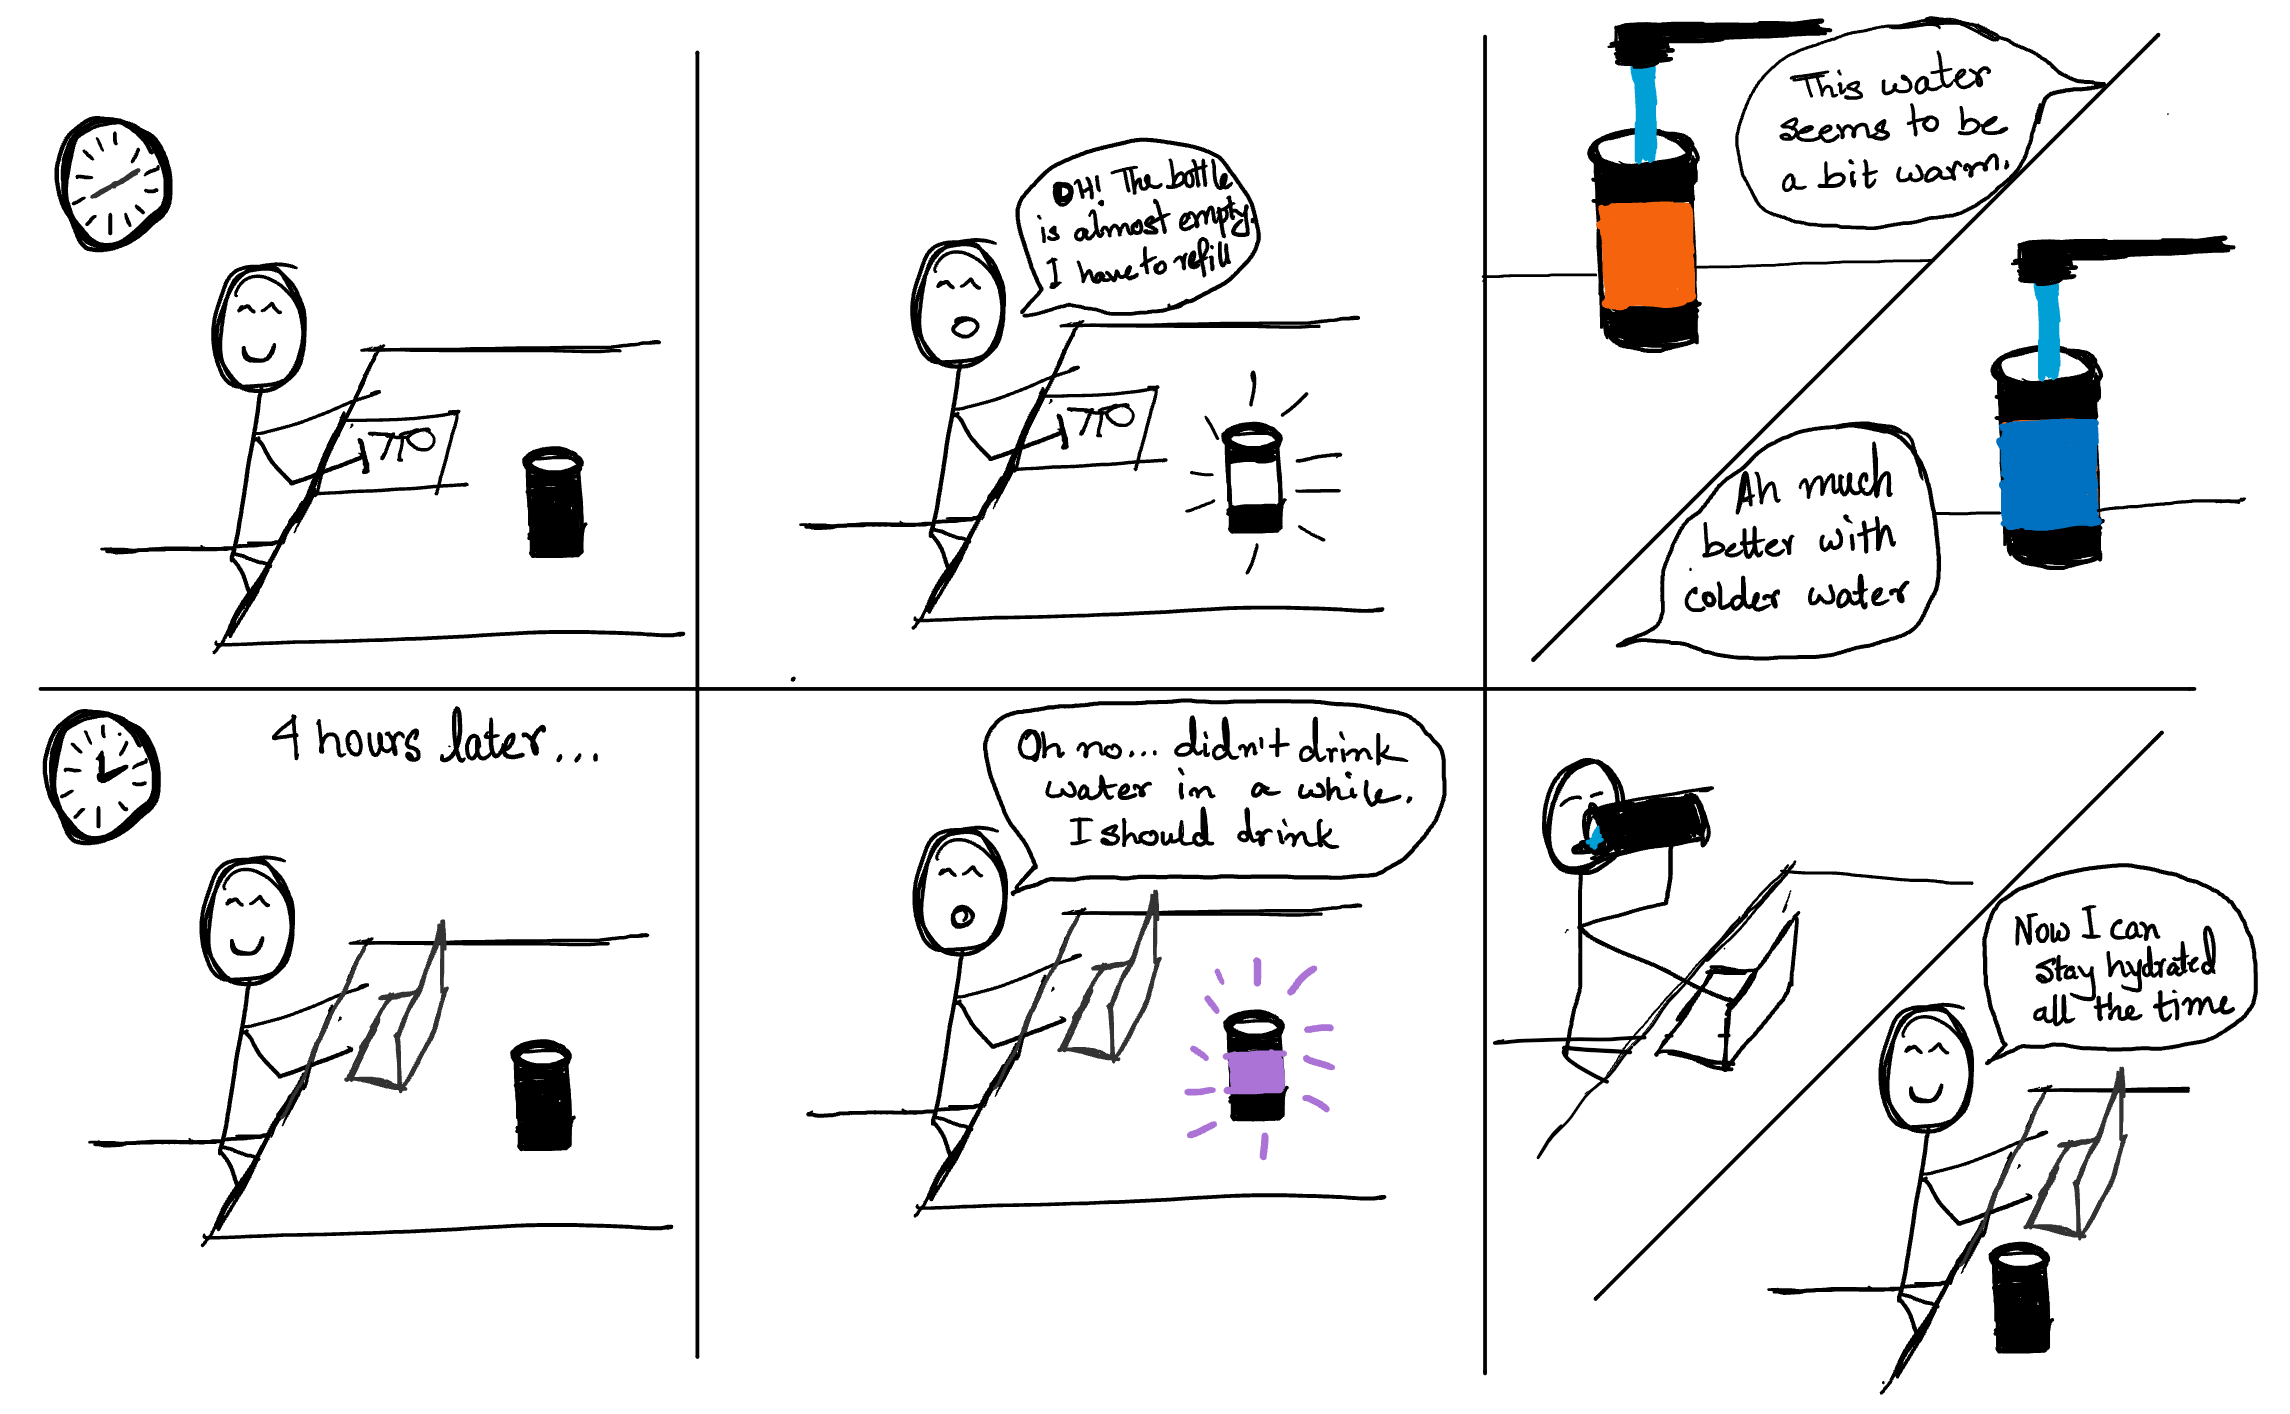 OH! The bottle
is almost empty.
I have to refill
This water
seems to be
a bit warm.
Ah much
better with
colder water
4 hours later...
Oh no... didn't drink
water in a while.
I should drink
Now I can
stay hydrated
all the time